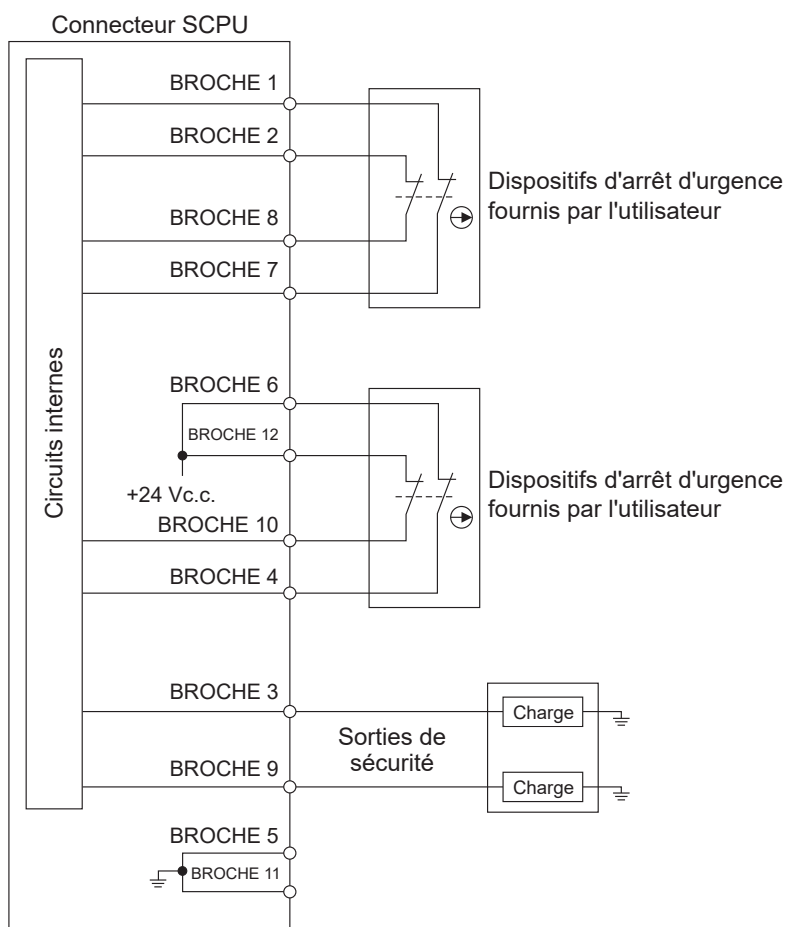 Connecteur SCPU
BROCHE 1
BROCHE 2
BROCHE 8
BROCHE 7
Dispositifs d'arrêt d'urgence
fournis par l'utilisateur
Circuits internes
BROCHE 6
BROCHE 12
+24 Vc.c.
BROCHE 10
BROCHE 4
Dispositifs d'arrêt d'urgence
fournis par l'utilisateur
BROCHE 3
Sorties de
sécurité
Charge
BROCHE 9
Charge
BROCHE 5
BROCHE 11